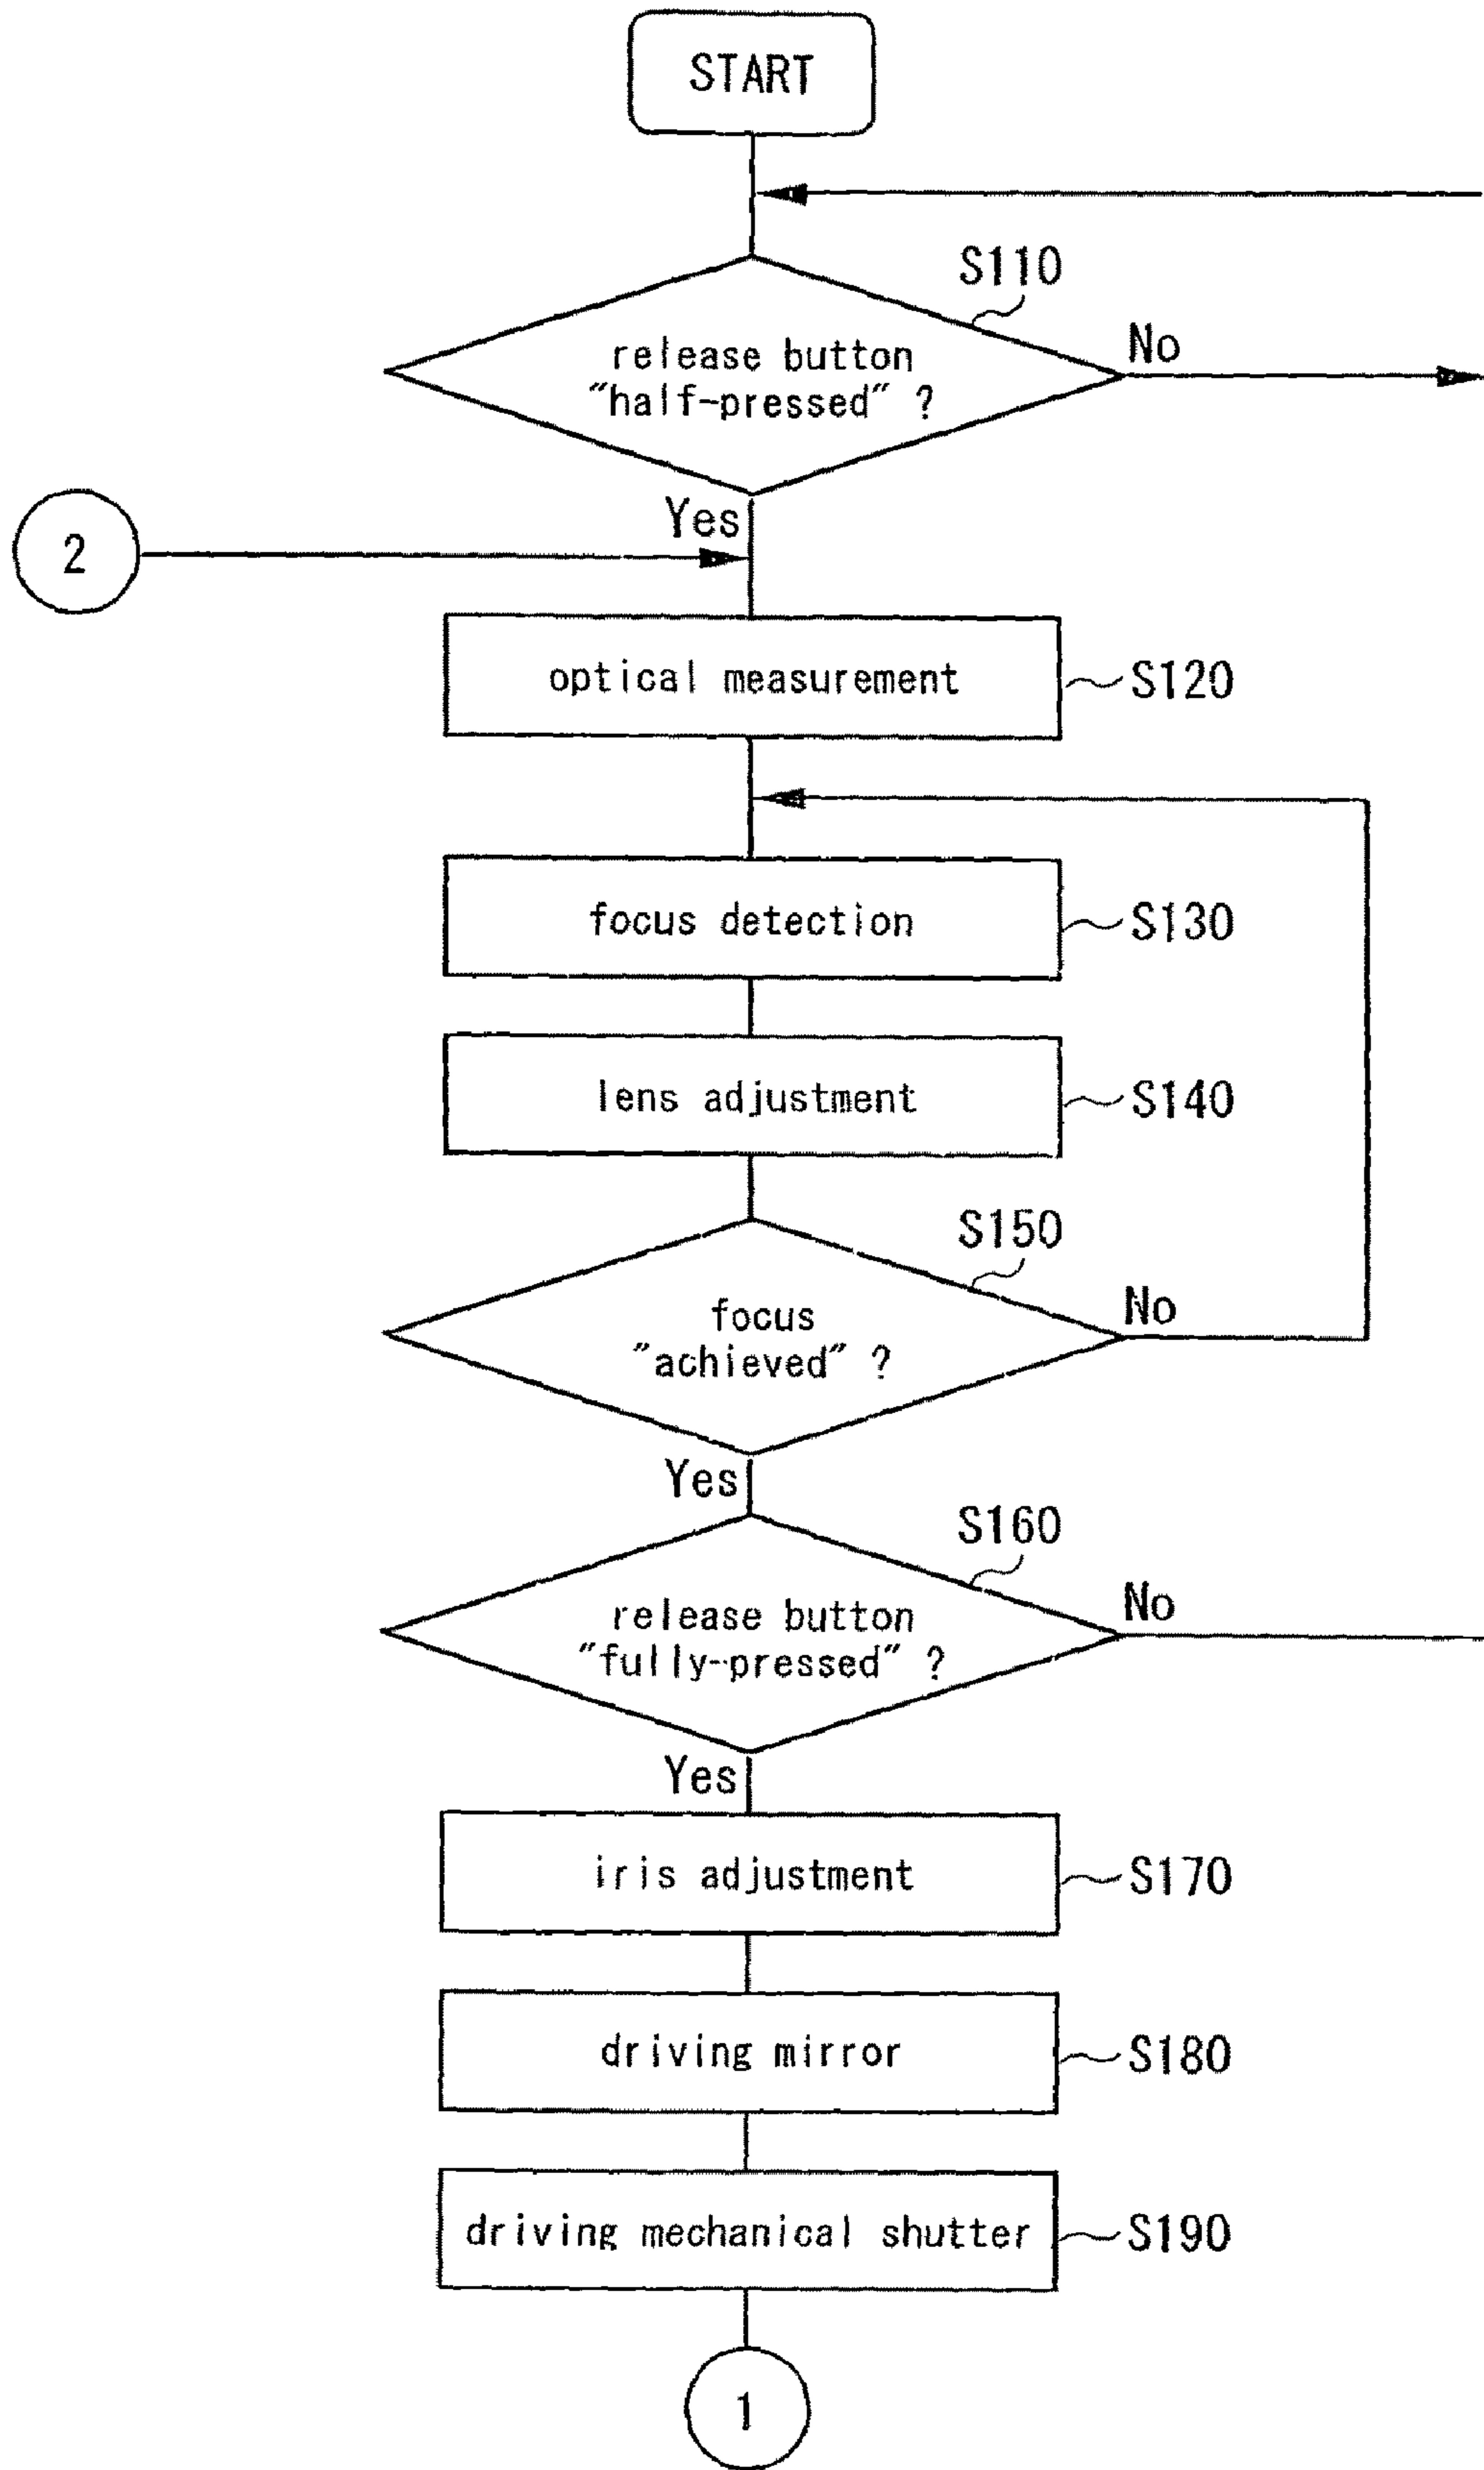 START
S110
release button
"half-pressed" ?
No
Yes
2
optical measurement
S120
focus detection
S130
lens adjustment
S140
S150
focus
"achieved" ?
No
Yes
S160
release button
"fully-pressed" ?
No
Yes
iris adjustment
S170
driving mirror
S180
driving mechanical shutter
S190
1